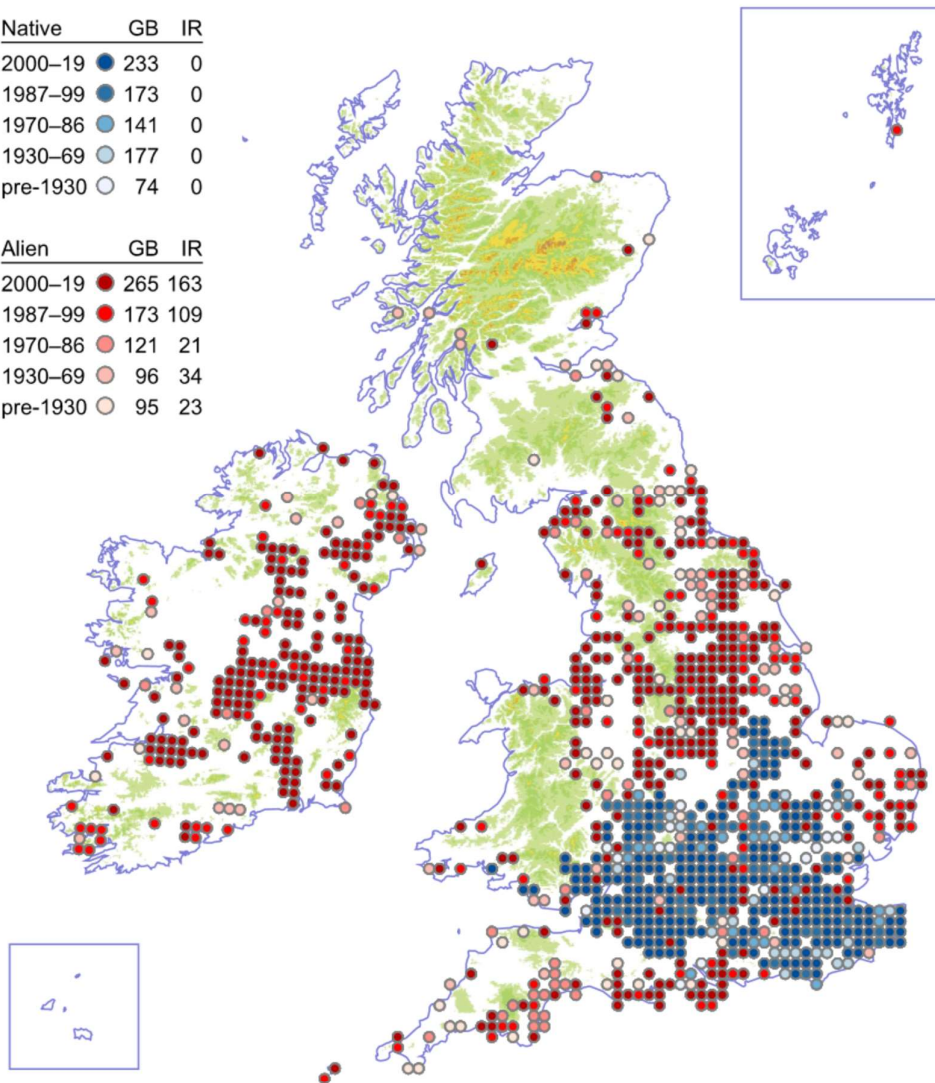 Native GB IR
2000–19 233 0
1987–99 173 0
1970–86 141 0
1930–69 177 0
pre-1930 74 0
Alien GB IR
2000–19 265 163
1987–99 173 109
1970–86 121 21
1930–69 96 34
pre-1930 95 23